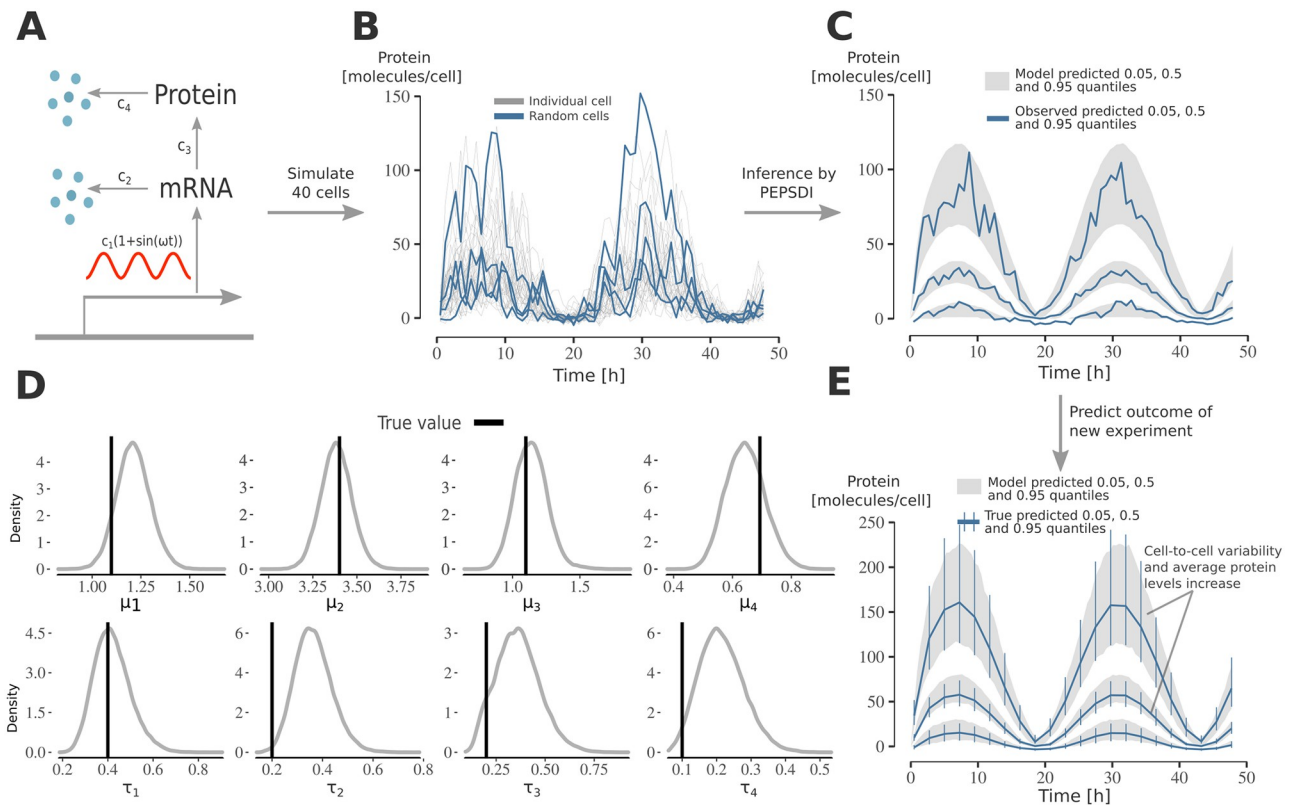 A
Protein
c4
c3
mRNA
c2
c1(1+sin(ωt))
Simulate
40 cells
B
Protein
[molecules/cell]
Individual cell
Random cells
150
100
50
0
0 10 20 30 40 50
Time [h]
Inference by
PEPSDI
C
Protein
[molecules/cell]
Model predicted 0.05, 0.5
and 0.95 quantiles
Observed predicted 0.05, 0.5
and 0.95 quantiles
150
100
50
0
0 10 20 30 40 50
Time [h]
D
True value
Density
4
3
2
1
0
1.00 1.25 1.50
μ1
4
3
2
1
0
3.00 3.25 3.50 3.75
μ2
4
3
2
1
0
1.0 1.5
μ3
6
4
2
0
0.4 0.6 0.8
μ4
Density
4.5
3.0
1.5
0.0
0.2 0.4 0.6 0.8
τ1
6
4
2
0
0.2 0.4 0.6 0.8
τ2
3
2
1
0
0.25 0.50 0.75
τ3
6
4
2
0
0.1 0.2 0.3 0.4 0.5
τ4
E
Predict outcome of
new experiment
Protein
[molecules/cell]
Model predicted 0.05, 0.5
and 0.95 quantiles
True predicted 0.05, 0.5
and 0.95 quantiles
Cell-to-cell variability
and average protein
levels increase
250
200
150
100
50
0
0 10 20 30 40 50
Time [h]